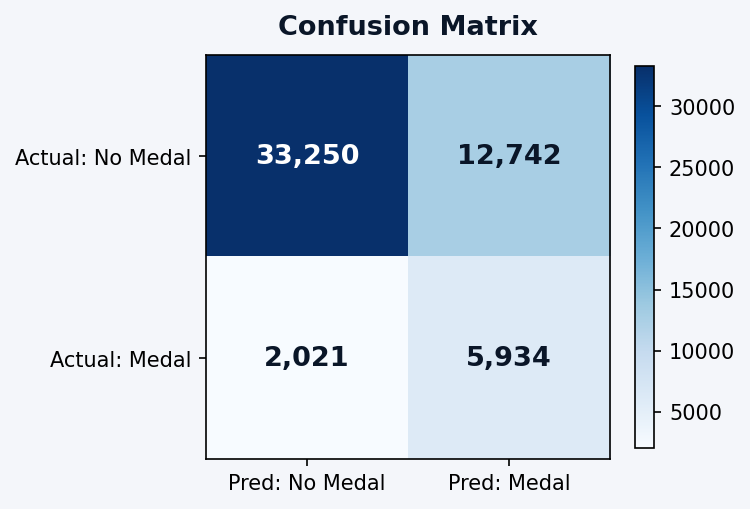 Confusion Matrix
Actual: No Medal
33,250
12,742
Actual: Medal
2,021
5,934
Pred: No Medal
Pred: Medal
30000
25000
20000
15000
10000
5000